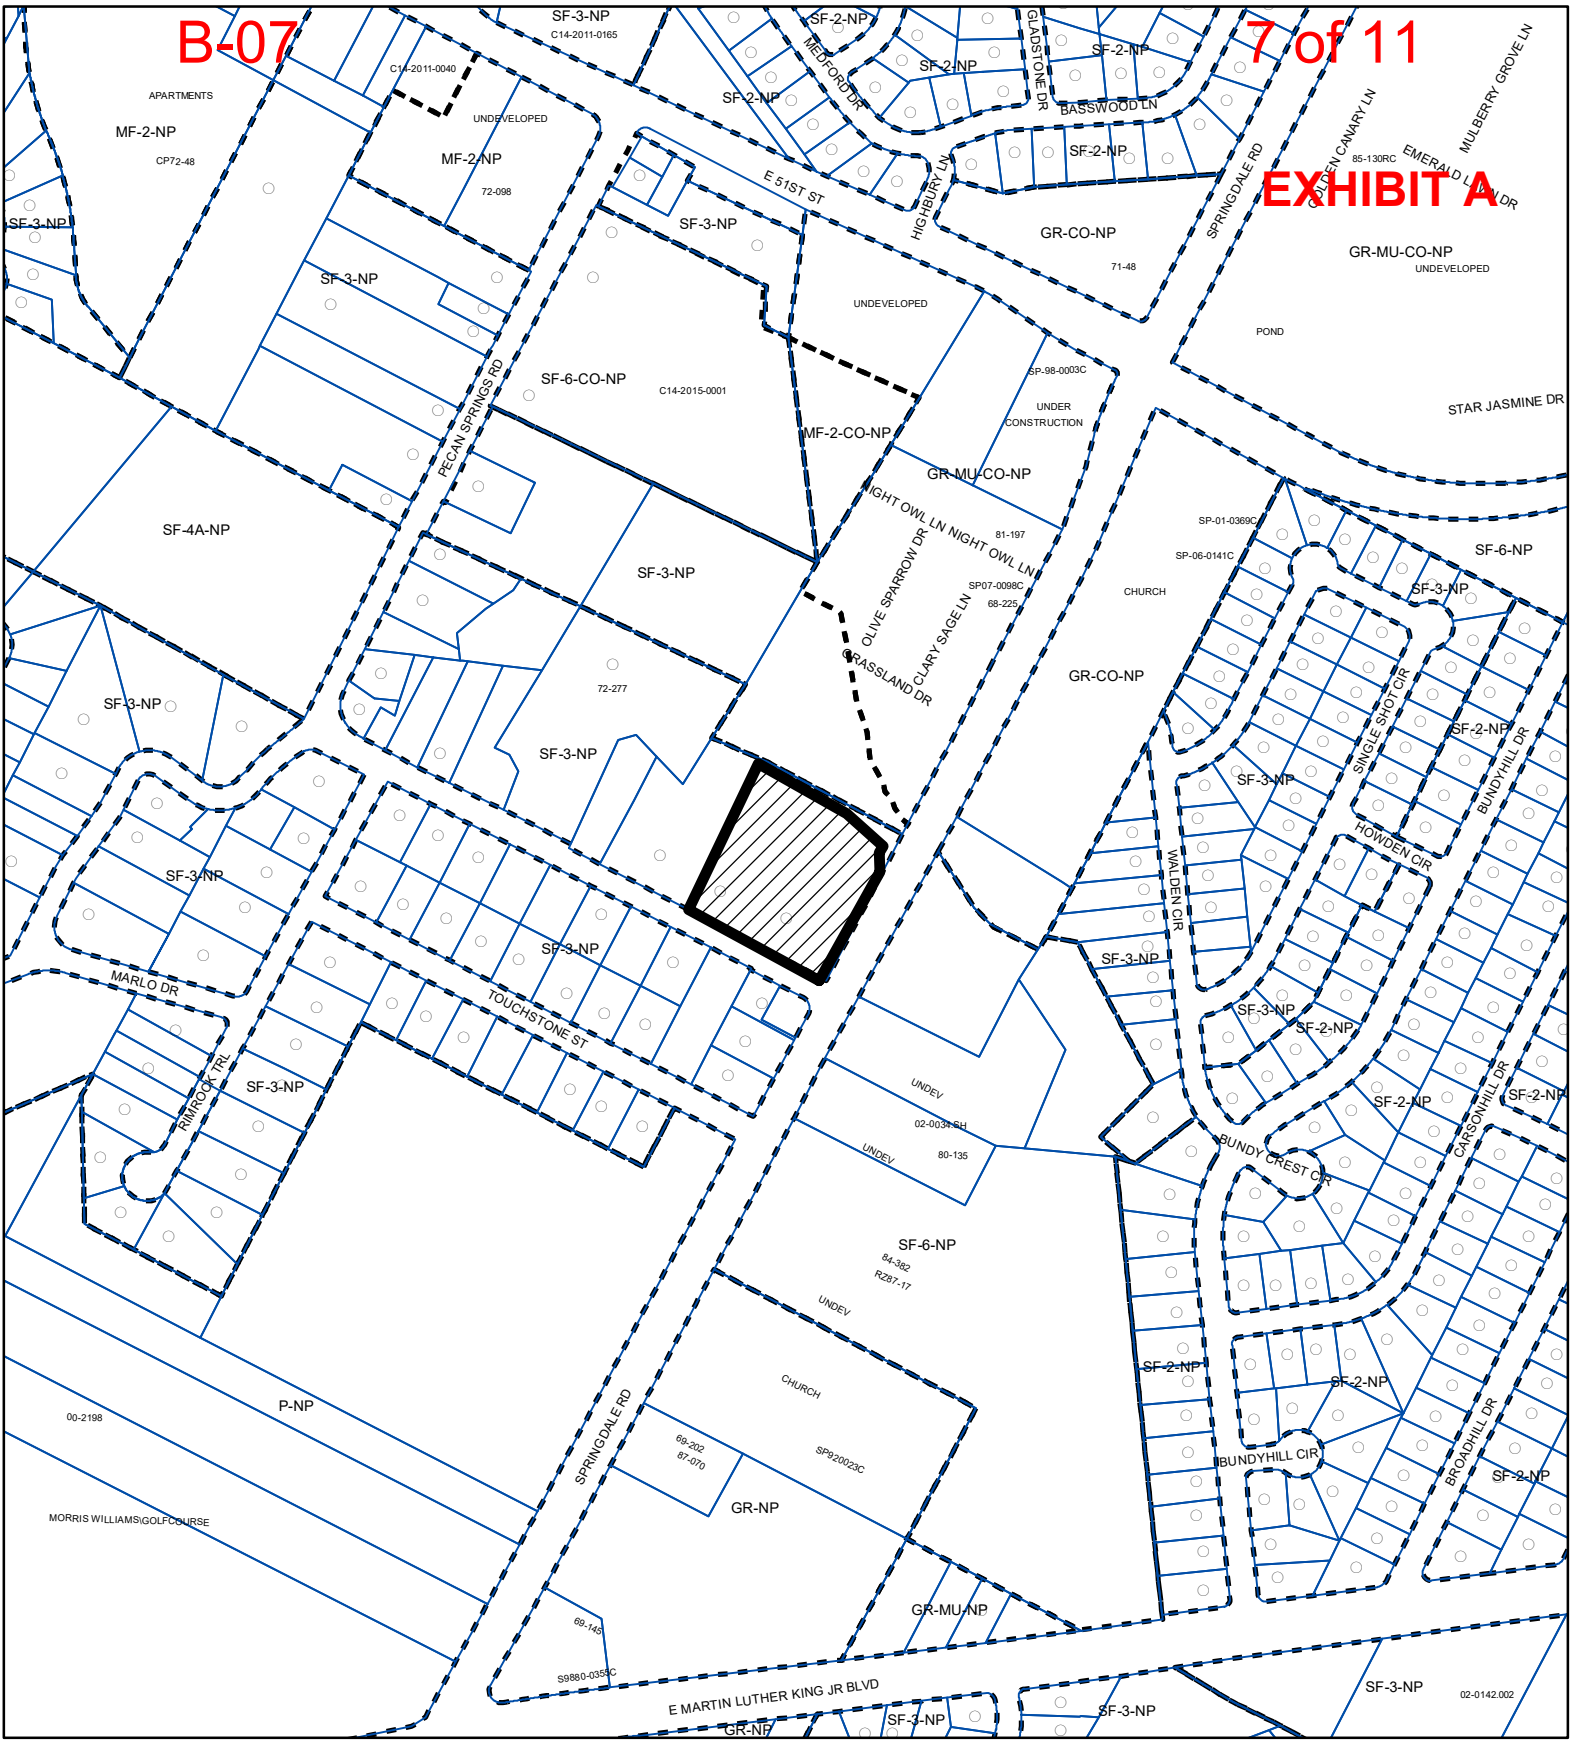 B-07
7 of 11
EXHIBIT A
SF-3-NP
C14-2011-0165
SF-2-NP
GLADSTONE DR
SF-2-NP
MEDFORD DR
SF-2-NP
SF-2-NP
BASSWOOD LN
SF-2-NP
C14-2011-0040
APARTMENTS
MF-2-NP
CP72-48
UNDEVELOPED
MF-2-NP
72-098
E 51ST ST
HIGHBURY LN
SPRINGDALE RD
GOLDEN CANARY LN
MULBERRY GROVE LN
85-130RC
EMERALD LAWN DR
SF-3-NP
SF-3-NP
SF-3-NP
GR-CO-NP
71-48
GR-MU-CO-NP
UNDEVELOPED
UNDEVELOPED
POND
PECAN SPRINGS RD
SF-6-CO-NP
C14-2015-0001
SP-98-0003C
UNDER
CONSTRUCTION
STAR JASMINE DR
MF-2-CO-NP
GR-MU-CO-NP
NIGHT OWL LN
NIGHT OWL LN
81-197
SP-01-0369C
SP-06-0141C
SF-4A-NP
SF-3-NP
OLIVE SPARROW DR
SP07-0098C
68-225
CLARY SAGE LN
GRASSLAND DR
CHURCH
SF-6-NP
SF-3-NP
GR-CO-NP
SF-3-NP
72-277
SF-3-NP
SINGLE SHOT CIR
SF-2-NP
BUNDYHILL DR
SF-3-NP
HOWDEN CIR
WALDEN CIR
SF-3-NP
SF-3-NP
SF-3-NP
MARLO DR
TOUCHSTONE ST
SF-3-NP
SF-2-NP
RIMROCK TRL
SF-3-NP
UNDEV
02-0034.SH
UNDEV
80-135
SF-2-NP
CARSONHILL DR
SF-2-NP
BUNDY CREST CIR
SF-6-NP
84-382
RZ87-17
UNDEV
SF-2-NP
SF-2-NP
CHURCH
P-NP
00-2198
SPRINGDALE RD
69-202
87-070
SP920023C
BUNDYHILL CIR
BROADHILL DR
SF-2-NP
GR-NP
MORRIS WILLIAMS\GOLFCOURSE
69-145
GR-MU-NP
S9880-0355C
E MARTIN LUTHER KING JR BLVD
GR-NP
SF-3-NP
SF-3-NP
SF-3-NP
02-0142.002